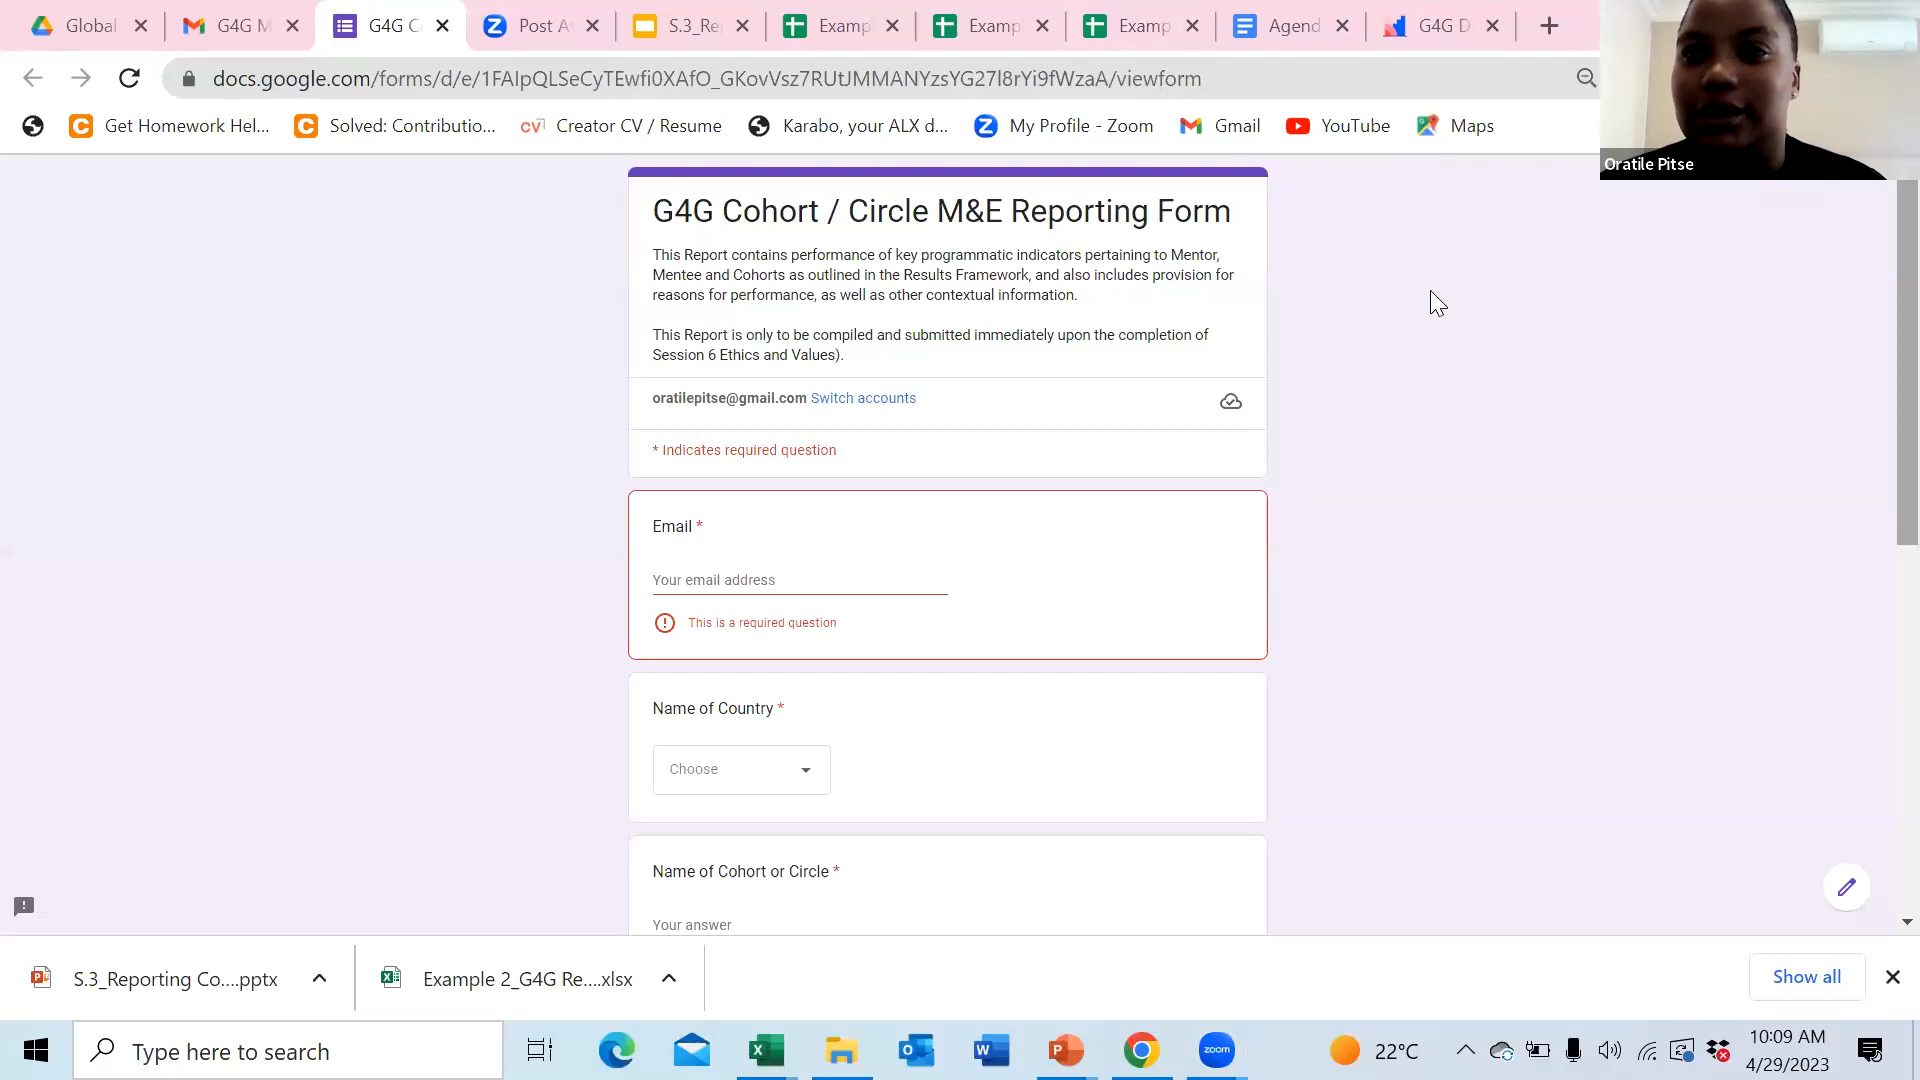 Global
G4G M
G4G C
Post A
S.3_Re
Examp
Examp
Examp
Agend
G4G D
docs.google.com/forms/d/e/1FAIpQLSeCyTEwfi0XAfO_GKovVsz7RUtJMMANYzsYG27l8rYi9fWzaA/viewform
Get Homework Hel...
Solved: Contributio...
CV Creator CV / Resume
Karabo, your ALX d...
My Profile - Zoom
Gmail
YouTube
Maps
Oratile Pitse
G4G Cohort / Circle M&E Reporting Form
This Report contains performance of key programmatic indicators pertaining to Mentor,
Mentee and Cohorts as outlined in the Results Framework, and also includes provision for
reasons for performance, as well as other contextual information.
This Report is only to be compiled and submitted immediately upon the completion of
Session 6 Ethics and Values).
oratilepitse@gmail.com Switch accounts
* Indicates required question
Email *
Your email address
This is a required question
Name of Country *
Choose
Name of Cohort or Circle *
Your answer
S.3_Reporting Co....pptx
Example 2_G4G Re....xlsx
Show all
Type here to search
zoom
22°C
10:09 AM
4/29/2023